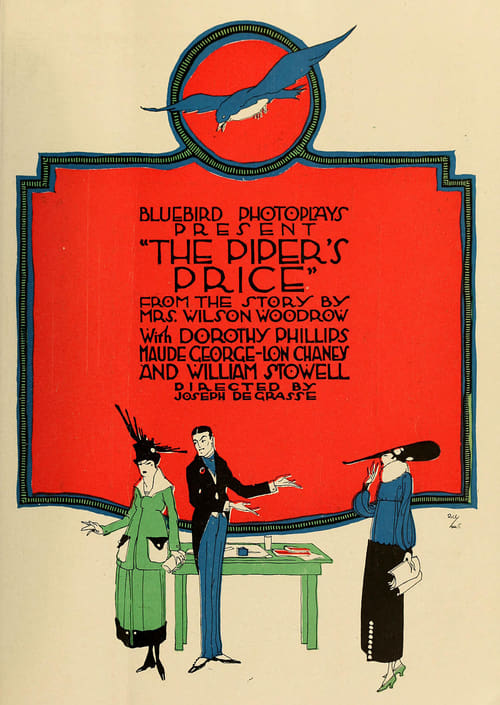 BLUEBIRD PHOTOPLAYS
PRESENT
"THE PIPER'S
PRICE"
FROM THE STORY BY
MRS. WILSON WOODROW
With DOROTHY PHILLIPS
MAUDE GEORGE-LON CHANEY
AND WILLIAM STOWELL
DIRECTED BY
JOSEPH DE GRASSE